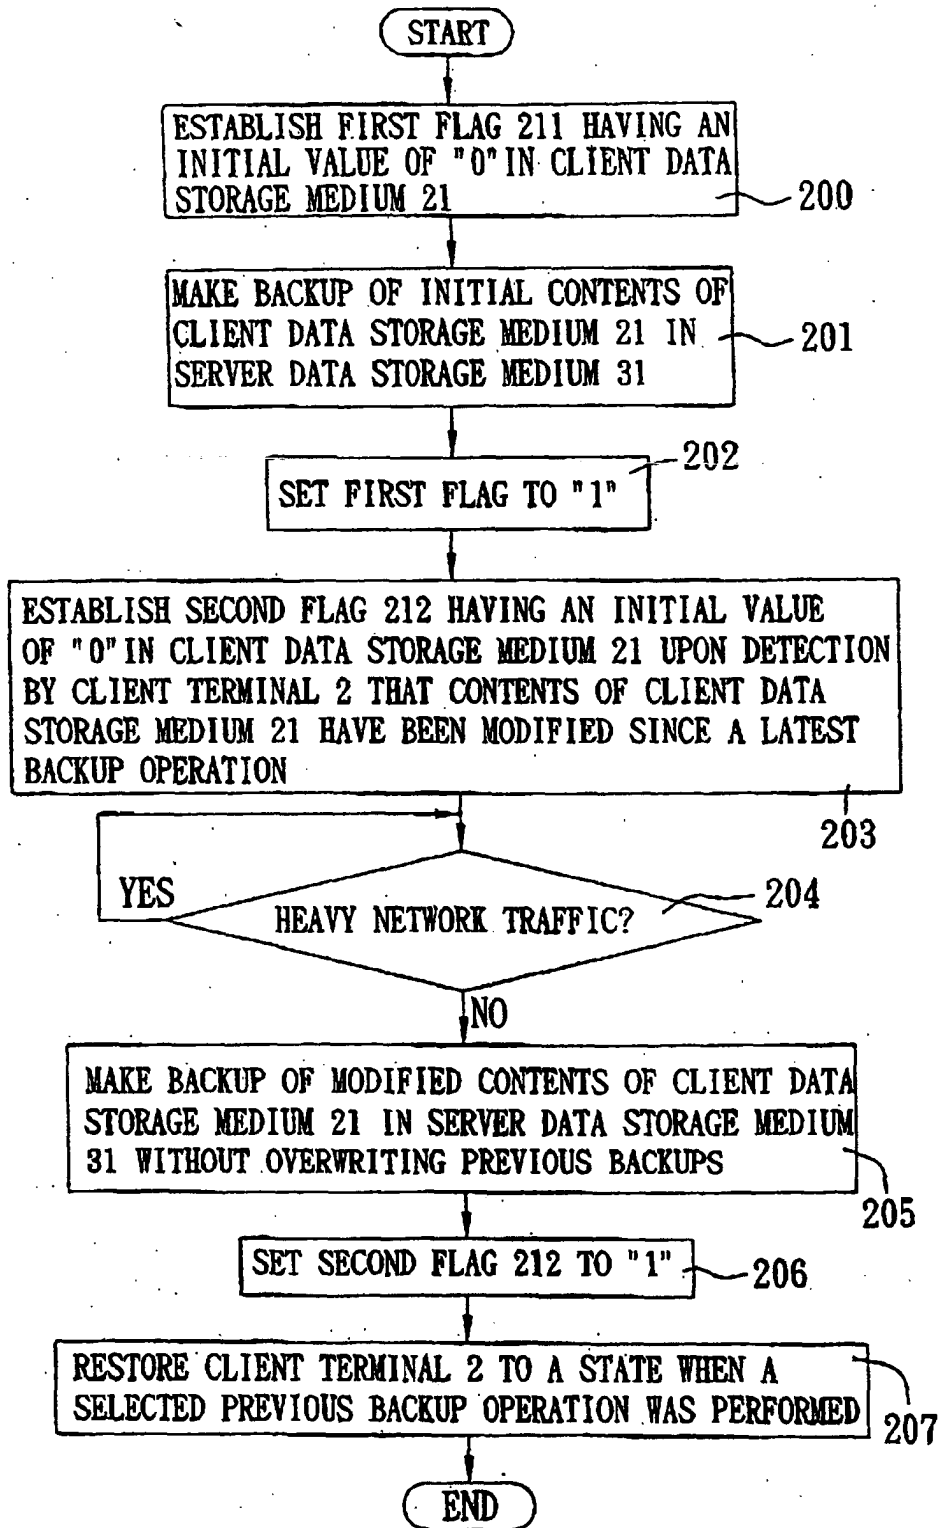 START
ESTABLISH FIRST FLAG 211 HAVING AN
INITIAL VALUE OF "0" IN CLIENT DATA
STORAGE MEDIUM 21
200
MAKE BACKUP OF INITIAL CONTENTS OF
CLIENT DATA STORAGE MEDIUM 21 IN
SERVER DATA STORAGE MEDIUM 31
201
202
SET FIRST FLAG TO "1"
ESTABLISH SECOND FLAG 212 HAVING AN INITIAL VALUE
OF "0" IN CLIENT DATA STORAGE MEDIUM 21 UPON DETECTION
BY CLIENT TERMINAL 2 THAT CONTENTS OF CLIENT DATA
STORAGE MEDIUM 21 HAVE BEEN MODIFIED SINCE A LATEST
BACKUP OPERATION
203
YES
HEAVY NETWORK TRAFFIC?
204
NO
MAKE BACKUP OF MODIFIED CONTENTS OF CLIENT DATA
STORAGE MEDIUM 21 IN SERVER DATA STORAGE MEDIUM
31 WITHOUT OVERWRITING PREVIOUS BACKUPS
205
SET SECOND FLAG 212 TO "1"
206
RESTORE CLIENT TERMINAL 2 TO A STATE WHEN A
SELECTED PREVIOUS BACKUP OPERATION WAS PERFORMED
207
END